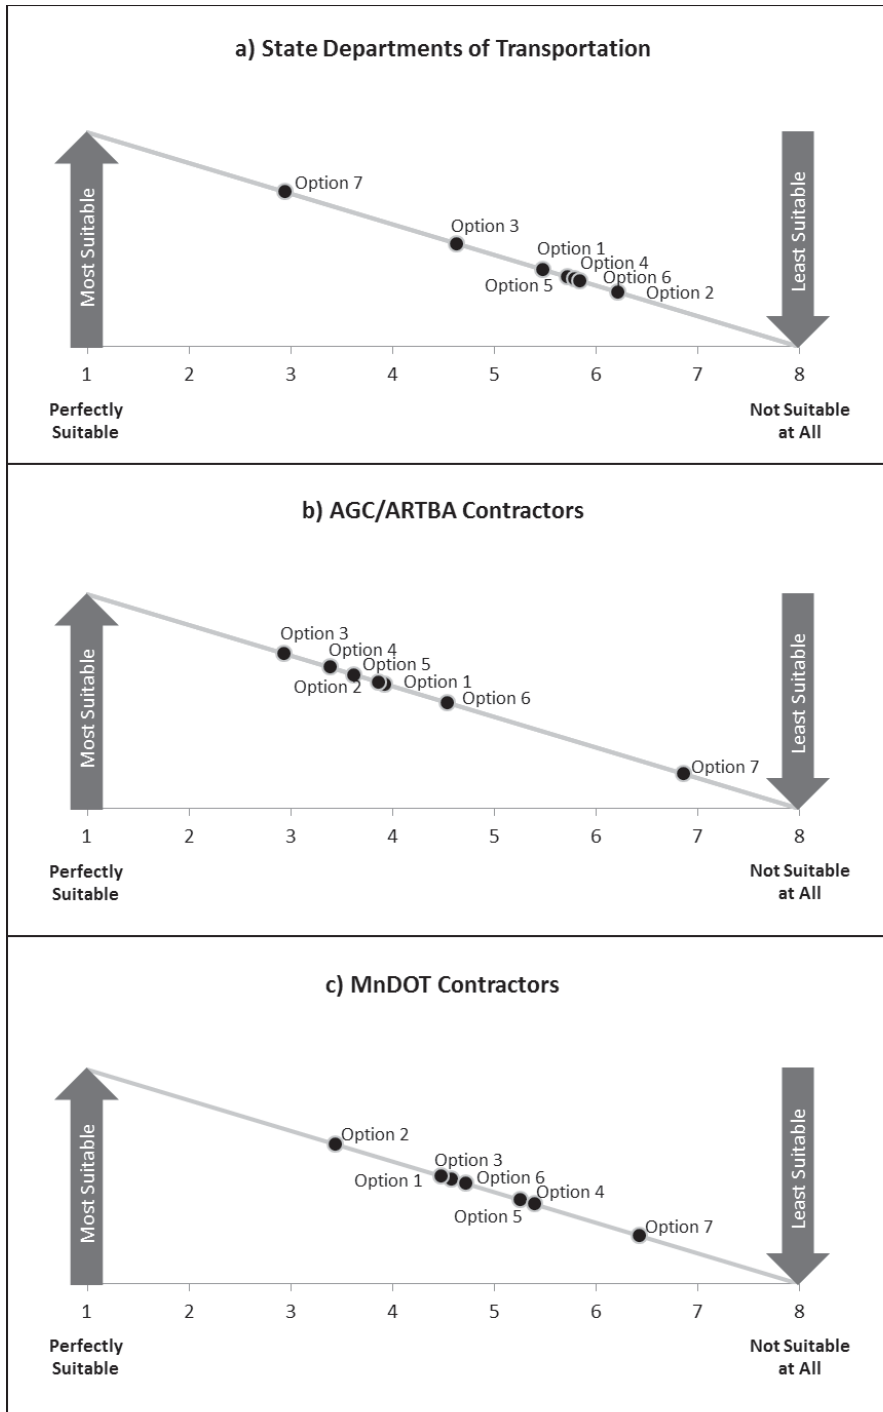 a) State Departments of Transportation
Most Suitable
Least Suitable
Option 7
Option 3
Option 1
Option 4
Option 5
Option 6
Option 2
1 2 3 4 5 6 7 8
Perfectly
Suitable
Not Suitable
at All
b) AGC/ARTBA Contractors
Most Suitable
Least Suitable
Option 3
Option 4
Option 5
Option 2
Option 1
Option 6
Option 7
1 2 3 4 5 6 7 8
Perfectly
Suitable
Not Suitable
at All
c) MnDOT Contractors
Most Suitable
Least Suitable
Option 2
Option 3
Option 1
Option 6
Option 4
Option 5
Option 7
1 2 3 4 5 6 7 8
Perfectly
Suitable
Not Suitable
at All